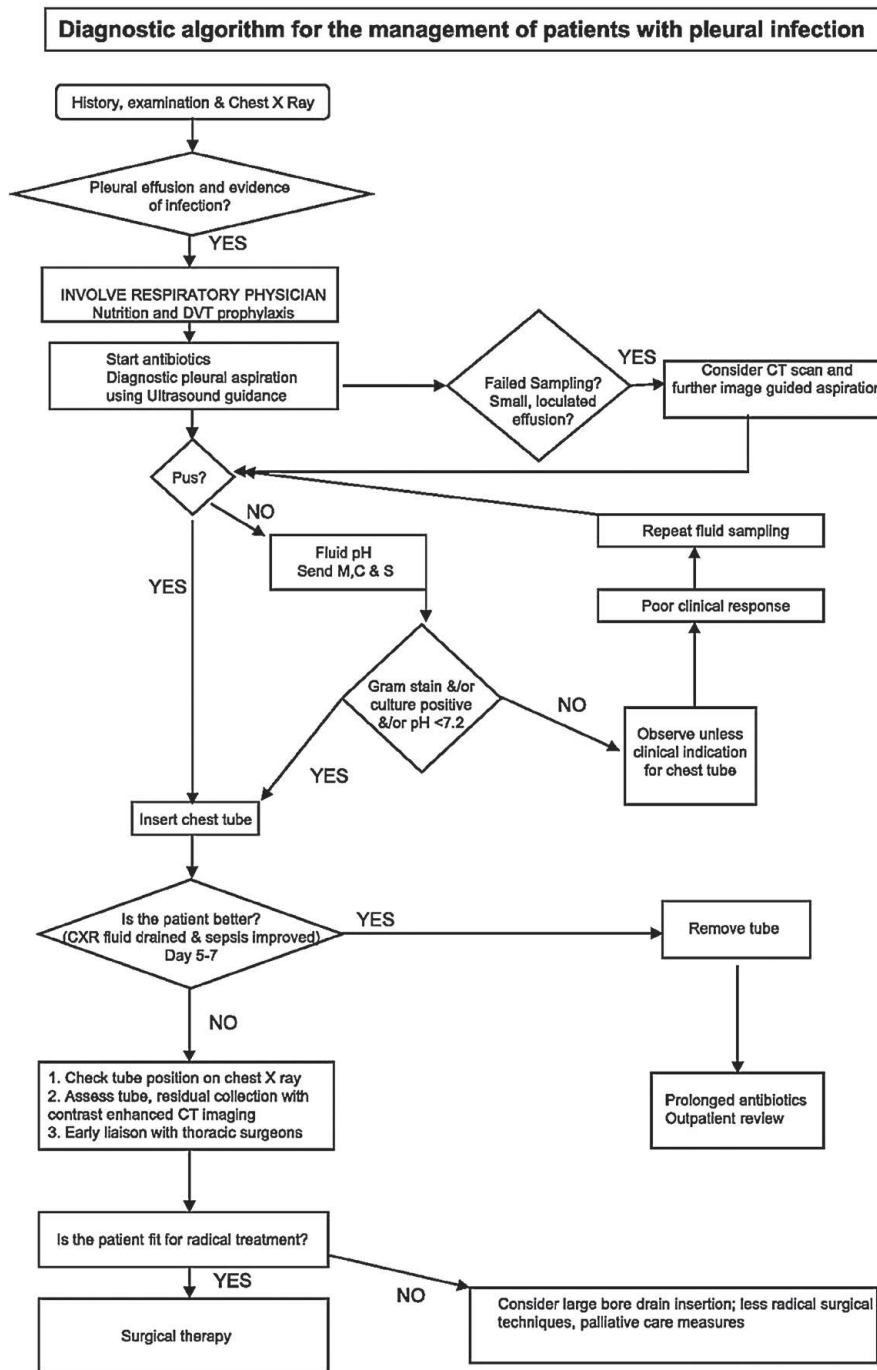 Diagnostic algorithm for the management of patients with pleural infection
History, examination & Chest X Ray
Pleural effusion and evidence
of infection?
YES
INVOLVE RESPIRATORY PHYSICIAN
Nutrition and DVT prophylaxis
Start antibiotics
Diagnostic pleural aspiration
using Ultrasound guidance
Failed Sampling?
Small, loculated
effusion?
YES
Consider CT scan and
further image guided aspiration
Pus?
NO
YES
Fluid pH
Send M,C & S
Repeat fluid sampling
Poor clinical response
Gram stain &/or
culture positive
&/or pH <7.2
NO
YES
Observe unless
clinical indication
for chest tube
Insert chest tube
Is the patient better?
(CXR fluid drained & sepsis improved)
Day 5-7
YES
Remove tube
NO
1. Check tube position on chest X ray
2. Assess tube, residual collection with
contrast enhanced CT imaging
3. Early liaison with thoracic surgeons
Prolonged antibiotics
Outpatient review
Is the patient fit for radical treatment?
YES
NO
Surgical therapy
Consider large bore drain insertion; less radical surgical
techniques, palliative care measures